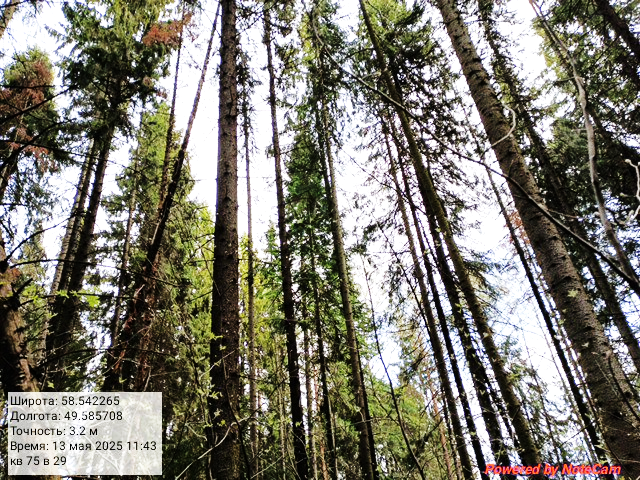 Широта: 58.542265
Долгота: 49.585708
Точность: 3.2 м
Время: 13 мая 2025 11:43
кв 75 в 29
Powered by NoteCam